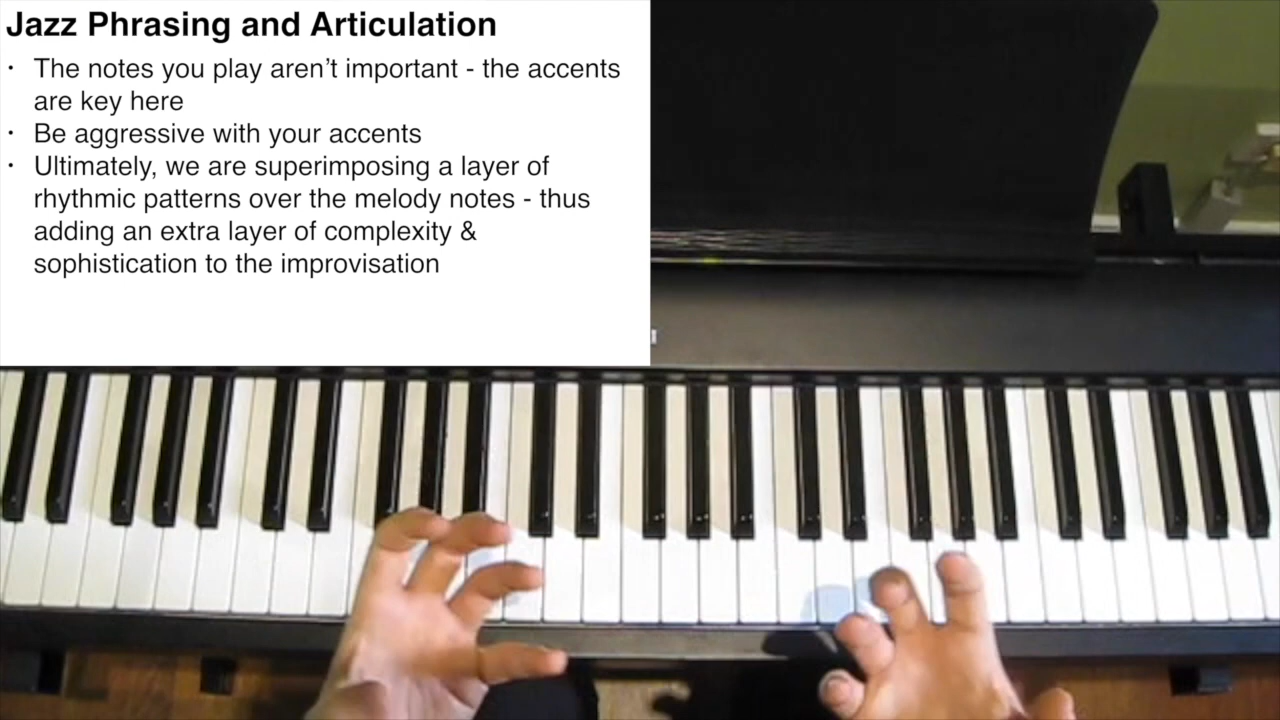 Jazz Phrasing and Articulation
· The notes you play aren't important - the accents
are key here
· Be aggressive with your accents
· Ultimately, we are superimposing a layer of
rhythmic patterns over the melody notes - thus
adding an extra layer of complexity &
sophistication to the improvisation